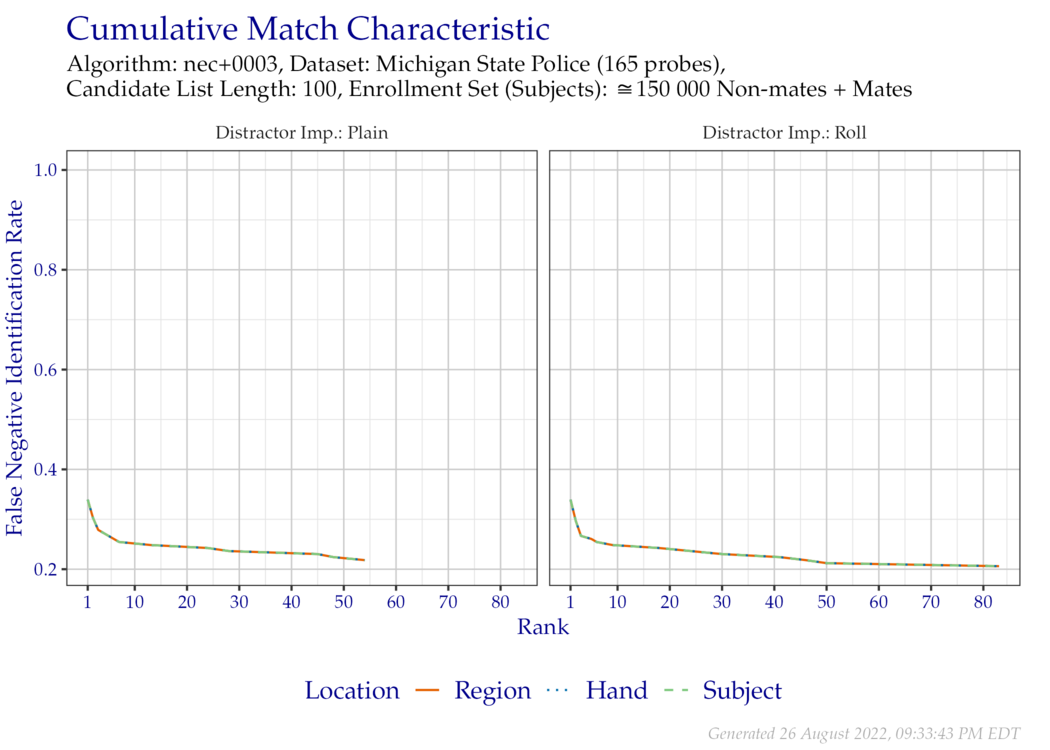 Cumulative Match Characteristic
Algorithm: nec+0003, Dataset: Michigan State Police (165 probes),
Candidate List Length: 100, Enrollment Set (Subjects): ≅150 000 Non-mates + Mates
Distractor Imp.: Plain
Distractor Imp.: Roll
False Negative Identification Rate
1.0
0.8
0.6
0.4
0.2
1 10 20 30 40 50 60 70 80
1 10 20 30 40 50 60 70 80
Rank
Location Region Hand Subject
Generated 26 August 2022, 09:33:43 PM EDT